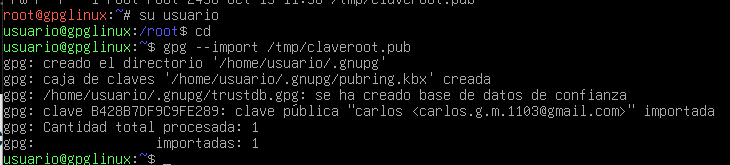 root@gpglinux:~# su usuario
usuario@gpglinux:/root$ cd
usuario@gpglinux:~$ gpg --import /tmp/claveroot.pub
gpg: creado el directorio '/home/usuario/.gnupg'
gpg: caja de claves '/home/usuario/.gnupg/pubring.kbx' creada
gpg: /home/usuario/.gnupg/trustdb.gpg: se ha creado base de datos de confianza
gpg: clave B428B7DF9C9FE289: clave pública "carlos <carlos.g.m.1103@gmail.com>" importada
gpg: Cantidad total procesada: 1
gpg:               importadas: 1
usuario@gpglinux:~$ _